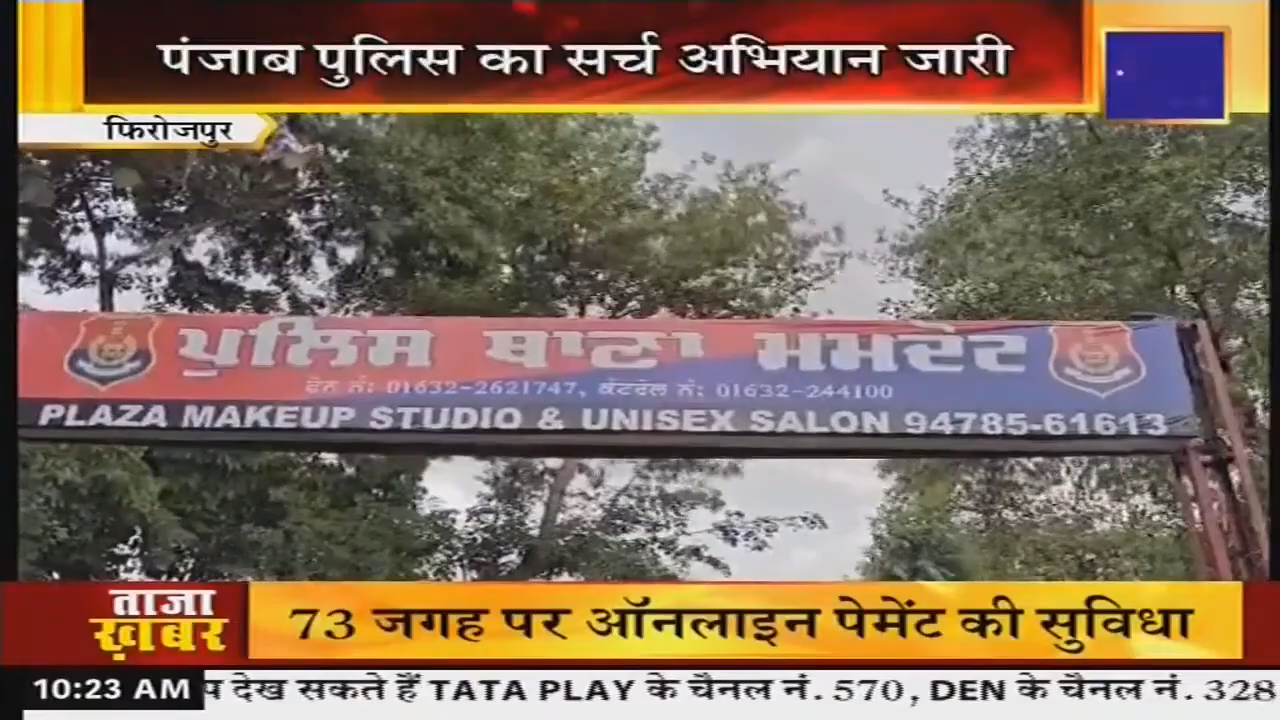 पंजाब पुलिस का सर्च अभियान जारी
फिरोजपुर
ਪੁਲਿਸ ਥਾਣਾ ਮਮਦੋਟ
ਫੋਨ ਨੰ: 01632-2621747, ਕੰਟਰੋਲ ਨੰ: 01632-244100
PLAZA MAKEUP STUDIO & UNISEX SALON 94785-61613
ताजा
ख़बर
73 जगह पर ऑनलाइन पेमेंट की सुविधा
10:23 AM
देख सकते हैं TATA PLAY के चैनल नं. 570, DEN के चैनल नं. 328